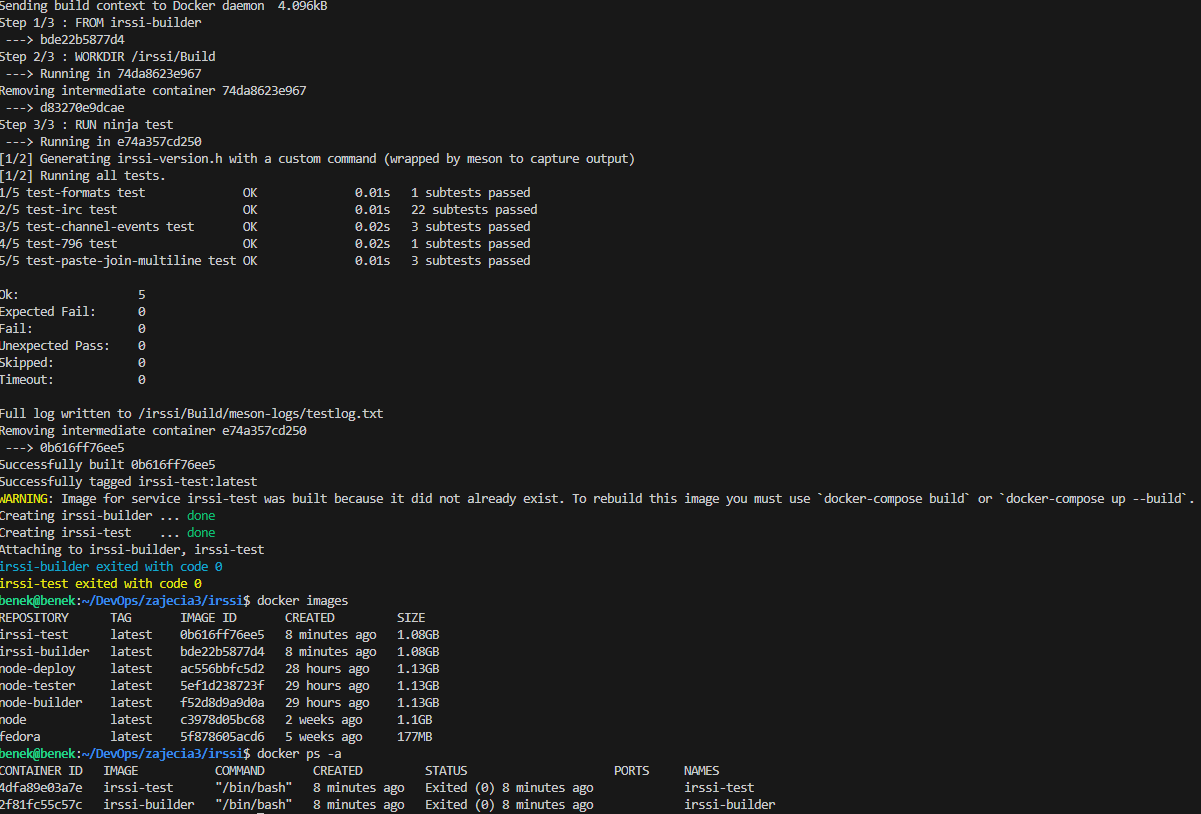 Sending build context to Docker daemon  4.096kB
Step 1/3 : FROM irssi-builder
 ---> bde22b5877d4
Step 2/3 : WORKDIR /irssi/Build
 ---> Running in 74da8623e967
Removing intermediate container 74da8623e967
 ---> d83270e9dcae
Step 3/3 : RUN ninja test
 ---> Running in e74a357cd250
[1/2] Generating irssi-version.h with a custom command (wrapped by meson to capture output)
[1/2] Running all tests.
1/5 test-formats test               OK              0.01s   1 subtests passed
2/5 test-irc test                   OK              0.01s   22 subtests passed
3/5 test-channel-events test        OK              0.02s   3 subtests passed
4/5 test-796 test                   OK              0.02s   1 subtests passed
5/5 test-paste-join-multiline test OK              0.01s   3 subtests passed
Ok:                 5
Expected Fail:      0
Fail:               0
Unexpected Pass:    0
Skipped:            0
Timeout:            0
Full log written to /irssi/Build/meson-logs/testlog.txt
Removing intermediate container e74a357cd250
 ---> 0b616ff76ee5
Successfully built 0b616ff76ee5
Successfully tagged irssi-test:latest
WARNING: Image for service irssi-test was built because it did not already exist. To rebuild this image you must use `docker-compose build` or `docker-compose up --build`.
Creating irssi-builder ... done
Creating irssi-test    ... done
Attaching to irssi-builder, irssi-test
irssi-builder exited with code 0
irssi-test exited with code 0
benek@benek:~/DevOps/zajecia3/irssi$ docker images
REPOSITORY      TAG       IMAGE ID       CREATED         SIZE
irssi-test      latest    0b616ff76ee5   8 minutes ago   1.08GB
irssi-builder   latest    bde22b5877d4   8 minutes ago   1.08GB
node-deploy     latest    ac556bbfc5d2   28 hours ago    1.13GB
node-tester     latest    5ef1d238723f   29 hours ago    1.13GB
node-builder    latest    f52d8d9a9d0a   29 hours ago    1.13GB
node            latest    c3978d05bc68   2 weeks ago     1.1GB
fedora          latest    5f878605acd6   5 weeks ago     177MB
benek@benek:~/DevOps/zajecia3/irssi$ docker ps -a
CONTAINER ID   IMAGE           COMMAND       CREATED         STATUS                     PORTS     NAMES
4dfa89e03a7e   irssi-test      "/bin/bash"   8 minutes ago   Exited (0) 8 minutes ago             irssi-test
2f81fc55c57c   irssi-builder   "/bin/bash"   8 minutes ago   Exited (0) 8 minutes ago             irssi-builder